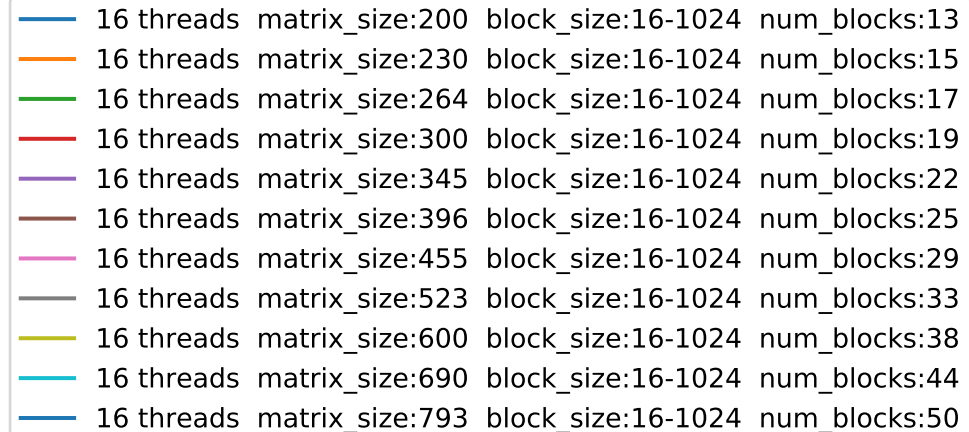 16 threads matrix_size:200 block_size:16-1024 num_blocks:13
16 threads matrix_size:230 block_size:16-1024 num_blocks:15
16 threads matrix_size:264 block_size:16-1024 num_blocks:17
16 threads matrix_size:300 block_size:16-1024 num_blocks:19
16 threads matrix_size:345 block_size:16-1024 num_blocks:22
16 threads matrix_size:396 block_size:16-1024 num_blocks:25
16 threads matrix_size:455 block_size:16-1024 num_blocks:29
16 threads matrix_size:523 block_size:16-1024 num_blocks:33
16 threads matrix_size:600 block_size:16-1024 num_blocks:38
16 threads matrix_size:690 block_size:16-1024 num_blocks:44
16 threads matrix_size:793 block_size:16-1024 num_blocks:50